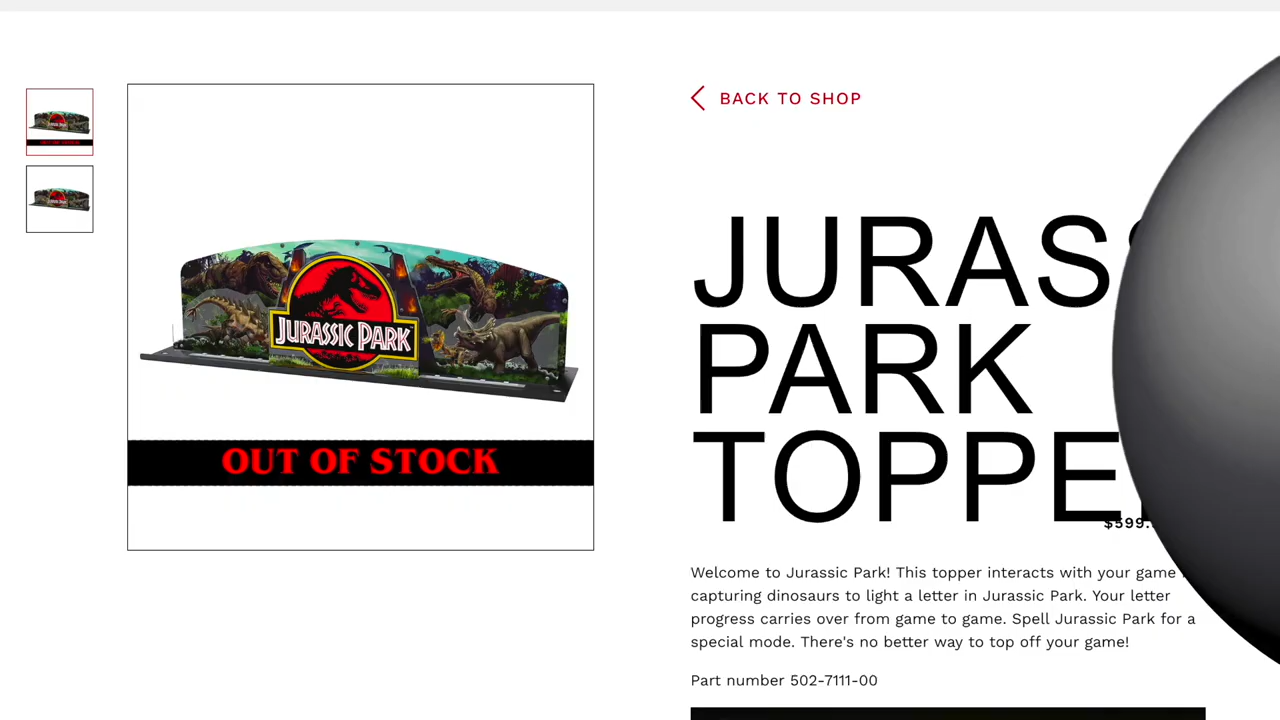 BACK TO SHOP
JURAS
PARK
TOPPE
$599.
JURASSIC PARK
OUT OF STOCK
Welcome to Jurassic Park! This topper interacts with your game
capturing dinosaurs to light a letter in Jurassic Park. Your letter
progress carries over from game to game. Spell Jurassic Park for a
special mode. There's no better way to top off your game!
Part number 502-7111-00